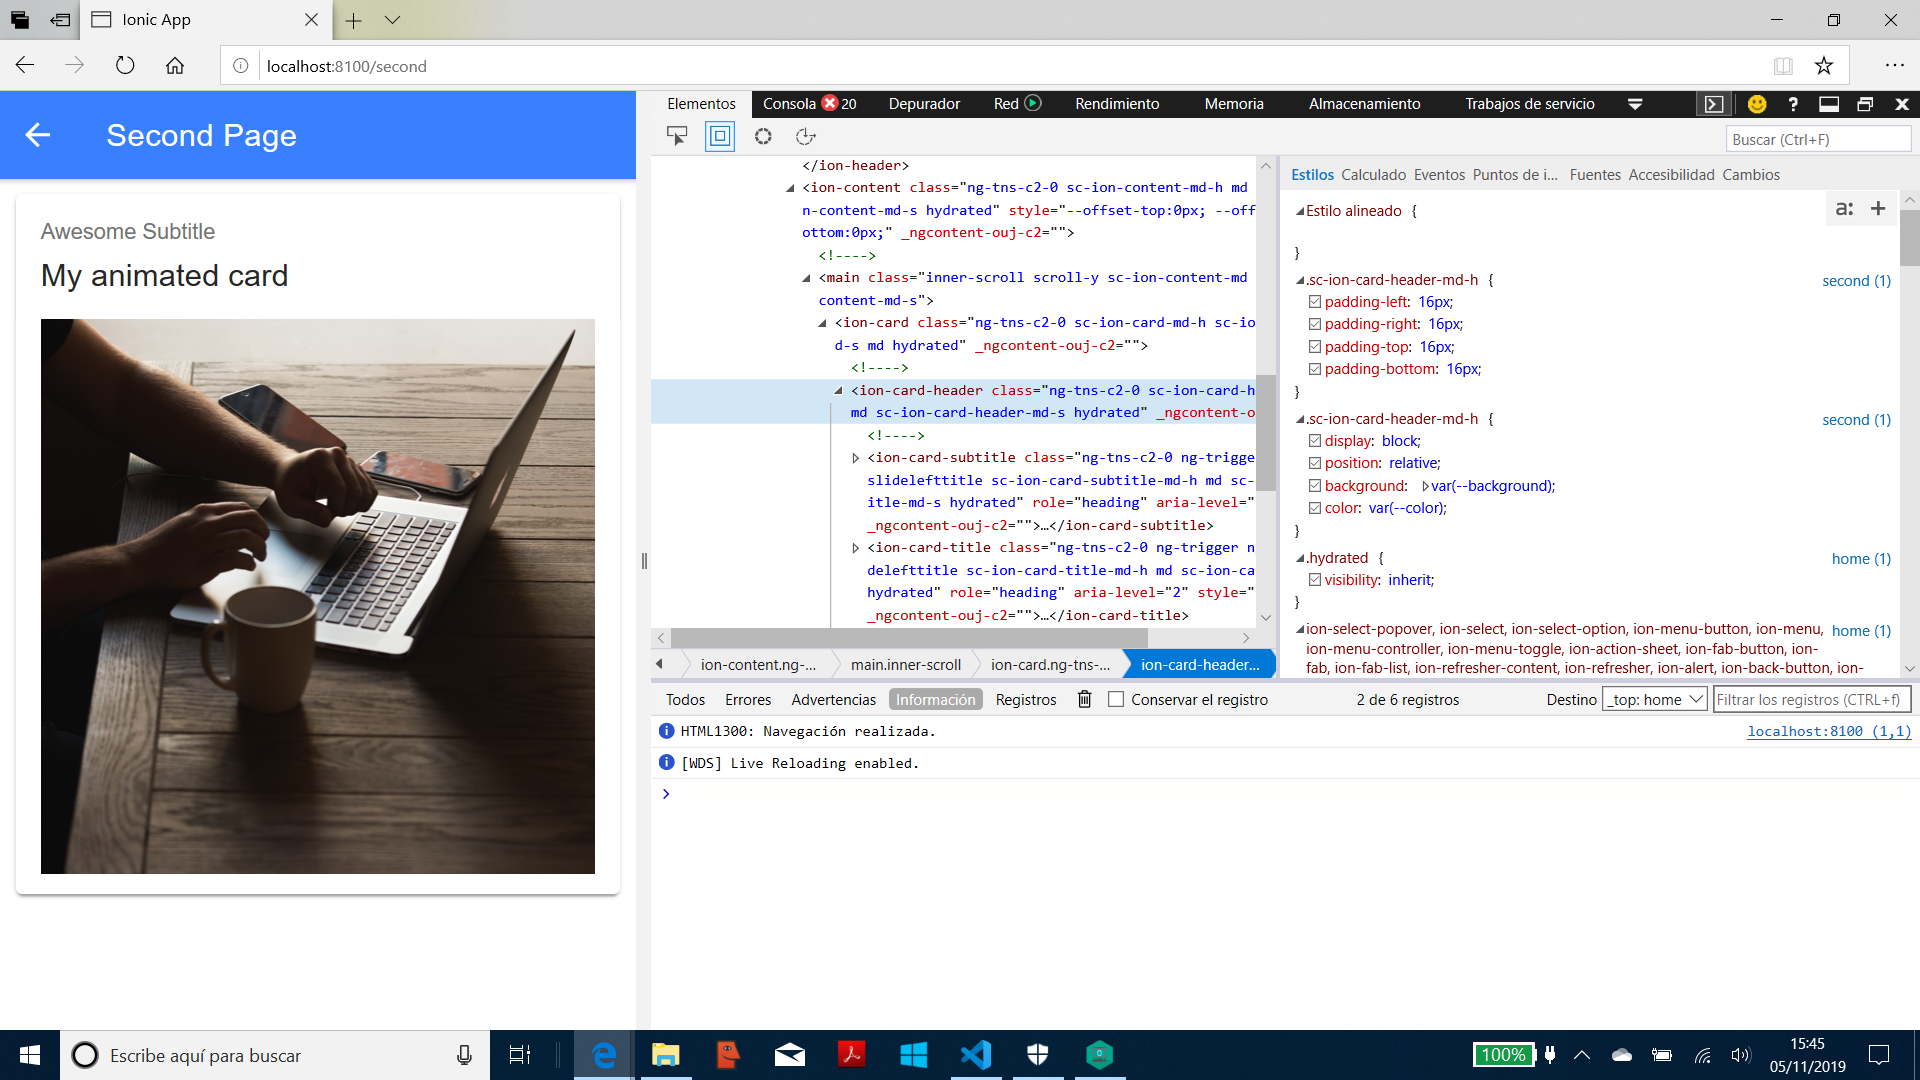 Ionic App
localhost:8100/second
Second Page
Awesome Subtitle
My animated card
Elementos
Consola 20
Depurador
Red
Rendimiento
Memoria
Almacenamiento
Trabajos de servicio
?
Buscar (Ctrl+F)
</ion-header>
<ion-content class="ng-tns-c2-0 sc-ion-content-md-h md
n-content-md-s hydrated" style="--offset-top:0px; --off
ottom:0px;" _ngcontent-ouj-c2="">
<!---->
<main class="inner-scroll scroll-y sc-ion-content-md
content-md-s">
<ion-card class="ng-tns-c2-0 sc-ion-card-md-h sc-io
d-s md hydrated" _ngcontent-ouj-c2="">
<!---->
<ion-card-header class="ng-tns-c2-0 sc-ion-card-h
md sc-ion-card-header-md-s hydrated" _ngcontent-o
<!---->
<ion-card-subtitle class="ng-tns-c2-0 ng-trigge
slidelefttitle sc-ion-card-subtitle-md-h md sc-
itle-md-s hydrated" role="heading" aria-level="
_ngcontent-ouj-c2="">…</ion-card-subtitle>
<ion-card-title class="ng-tns-c2-0 ng-trigger n
delefttitle sc-ion-card-title-md-h md sc-ion-ca
hydrated" role="heading" aria-level="2" style="
_ngcontent-ouj-c2="">…</ion-card-title>
ion-content.ng-...
main.inner-scroll
ion-card.ng-tns-...
ion-card-header...
Estilos Calculado Eventos Puntos de i... Fuentes Accesibilidad Cambios
a: +
Estilo alineado {
}
.sc-ion-card-header-md-h { second (1)
padding-left: 16px;
padding-right: 16px;
padding-top: 16px;
padding-bottom: 16px;
}
.sc-ion-card-header-md-h { second (1)
display: block;
position: relative;
background: var(--background);
color: var(--color);
}
.hydrated { home (1)
visibility: inherit;
}
ion-select-popover, ion-select, ion-select-option, ion-menu-button, ion-menu, home (1)
ion-menu-controller, ion-menu-toggle, ion-action-sheet, ion-fab-button, ion-
fab, ion-fab-list, ion-refresher-content, ion-refresher, ion-alert, ion-back-button, ion-
Todos Errores Advertencias Información Registros Conservar el registro 2 de 6 registros Destino _top: home Filtrar los registros (CTRL+f)
HTML1300: Navegación realizada. localhost:8100 (1,1)
[WDS] Live Reloading enabled.
Escribe aquí para buscar
100%
15:45
05/11/2019